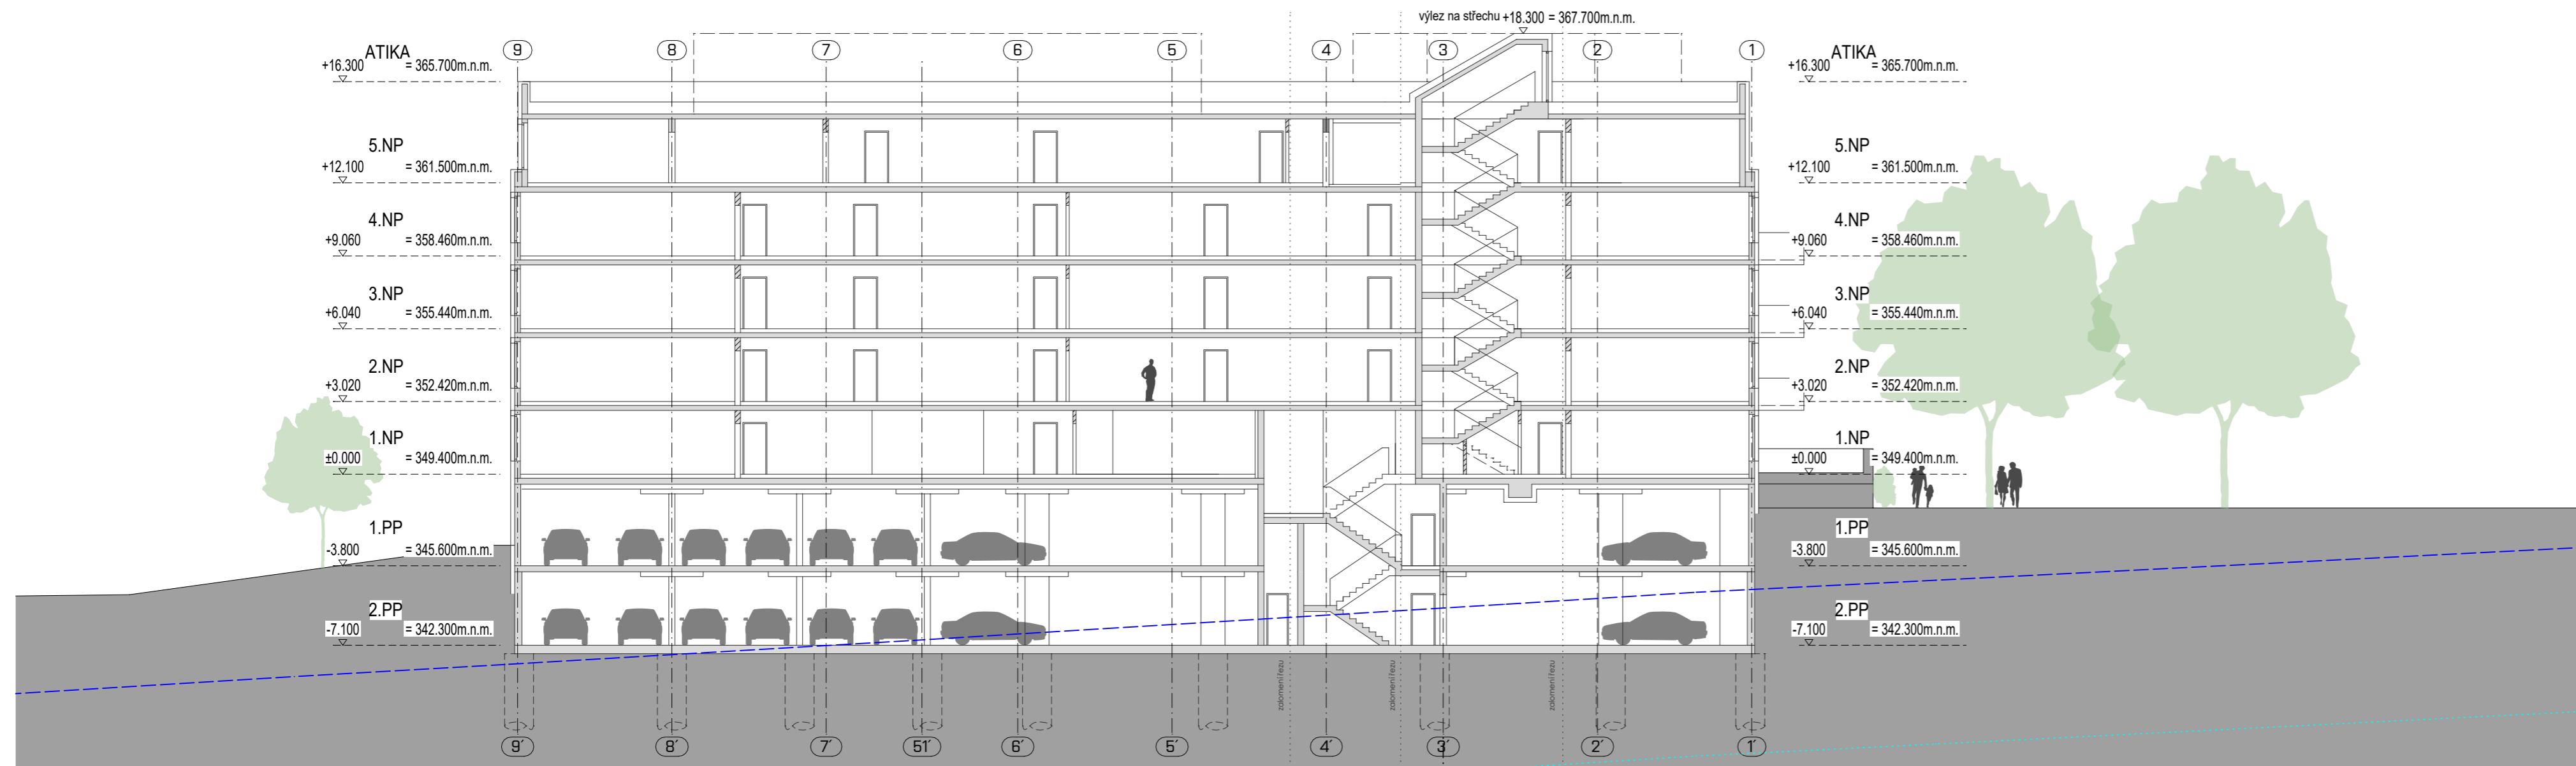 výlez na střechu +18.300 = 367.700m.n.m.
9 8 7 6 5 4 3 2 1
ATIKA
+16.300 = 365.700m.n.m.
5.NP
+12.100 = 361.500m.n.m.
4.NP
+9.060 = 358.460m.n.m.
3.NP
+6.040 = 355.440m.n.m.
2.NP
+3.020 = 352.420m.n.m.
1.NP
±0.000 = 349.400m.n.m.
1.PP
-3.800 = 345.600m.n.m.
2.PP
-7.100 = 342.300m.n.m.
ATIKA
+16.300 = 365.700m.n.m.
5.NP
+12.100 = 361.500m.n.m.
4.NP
+9.060 = 358.460m.n.m.
3.NP
+6.040 = 355.440m.n.m.
2.NP
+3.020 = 352.420m.n.m.
1.NP
±0.000 = 349.400m.n.m.
1.PP
-3.800 = 345.600m.n.m.
2.PP
-7.100 = 342.300m.n.m.
zalomení řezu
zalomení řezu
zalomení řezu
9´ 8´ 7´ 51´ 6´ 5´ 4´ 3´ 2´ 1´